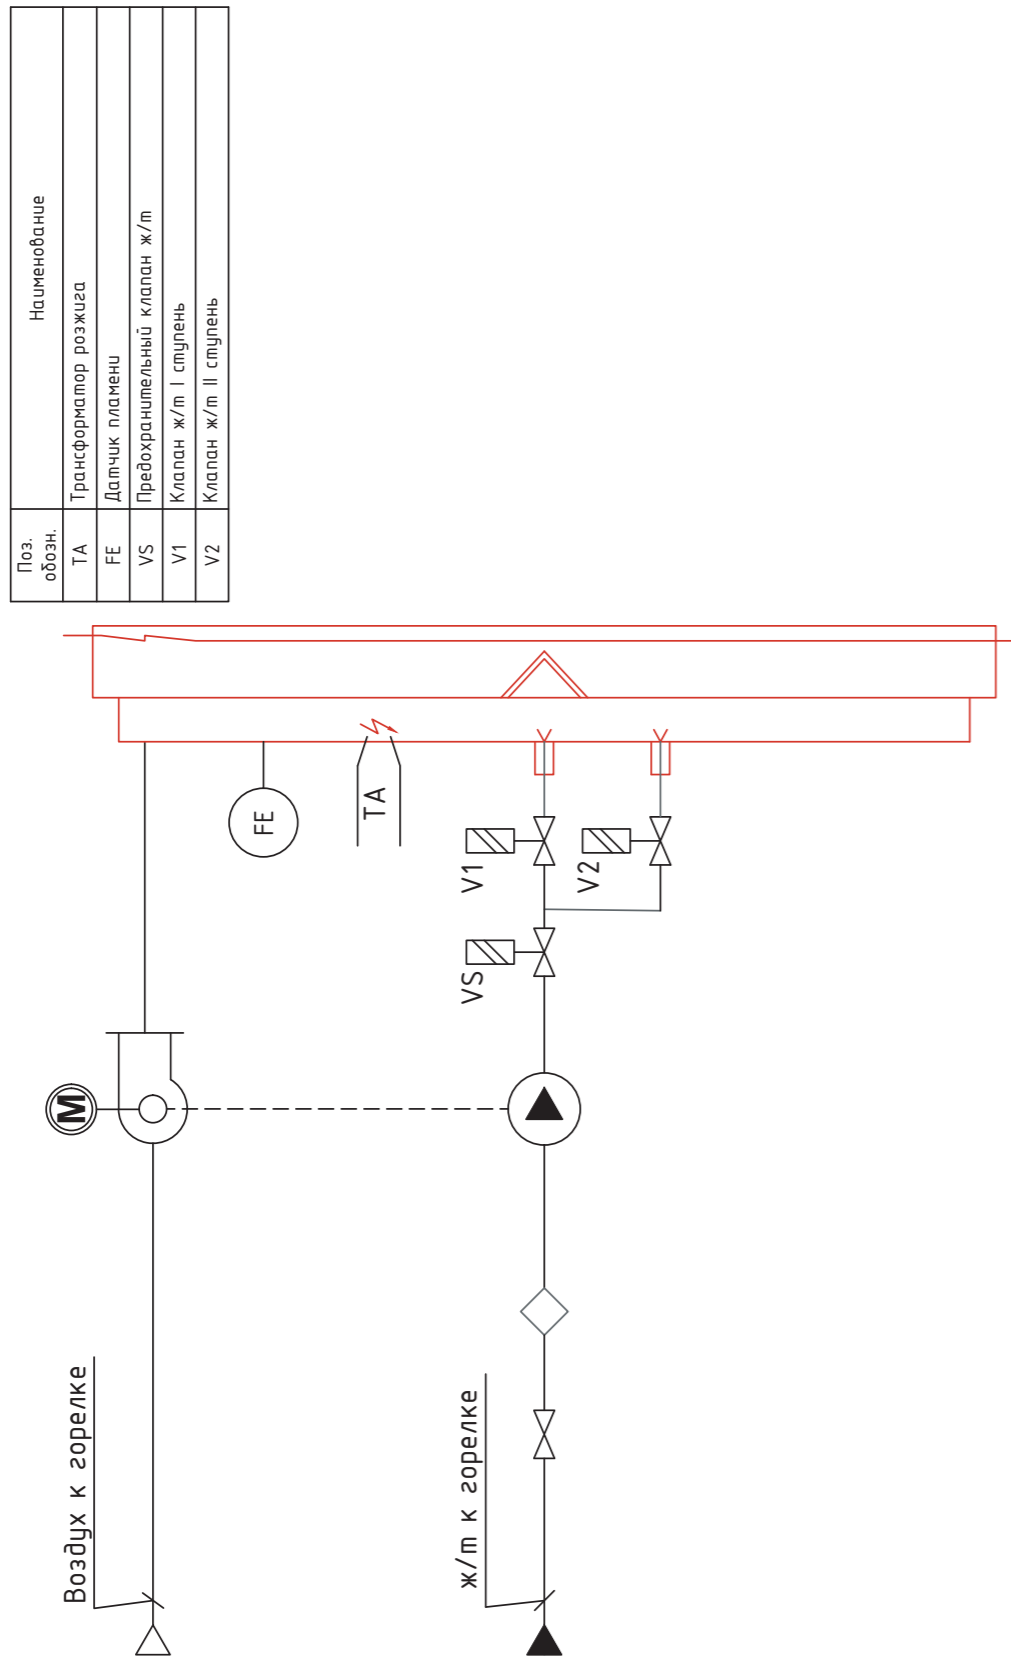 Поз.
обозн.
Наименование
TA
Трансформатор розжига
FE
Датчик пламени
VS
Предохранительный клапан ж/т
V1
Клапан ж/т I ступень
V2
Клапан ж/т II ступень
FE
TA
V1
V2
VS
M
Воздух к горелке
ж/т к горелке